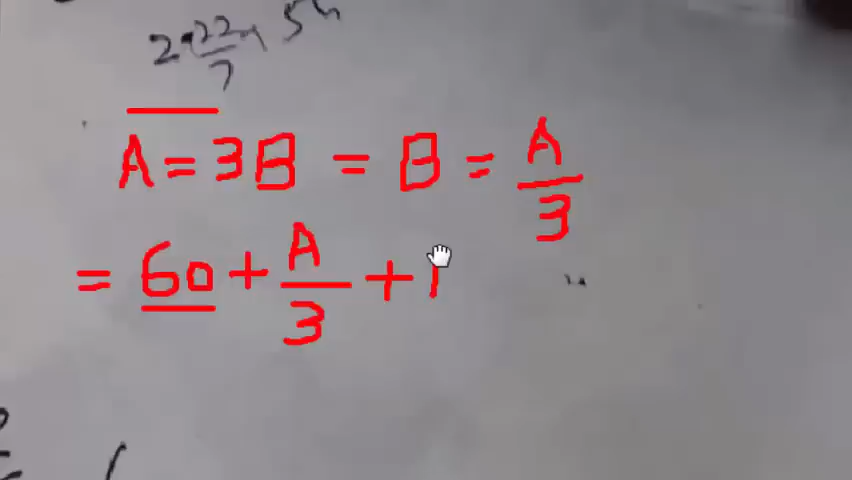 2 × 22/7 × 5
A = 3B = B = A/3
= 60 + A/3 + 1